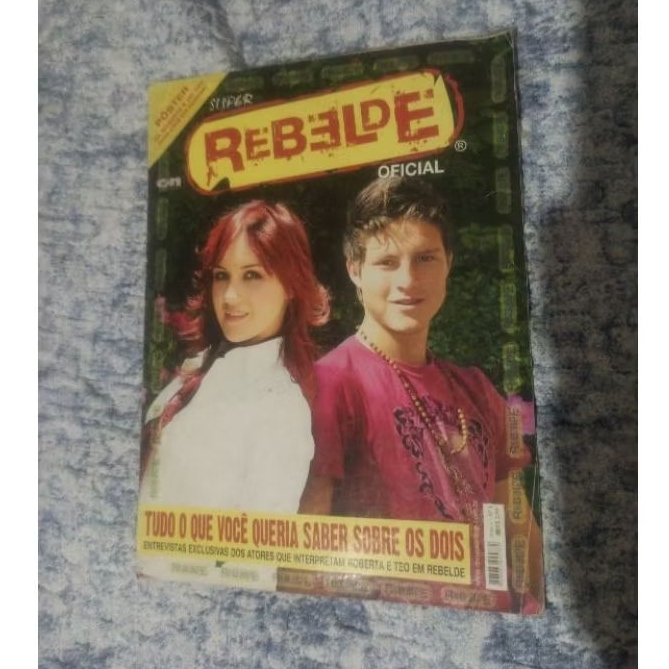 PÔSTER
SUPER
REBELDE
on
OFICIAL
®
TUDO O QUE VOCÊ QUERIA SABER SOBRE OS DOIS
ENTREVISTAS EXCLUSIVAS DOS ATORES QUE INTERPRETAM ROBERTA E TEO EM REBELDE